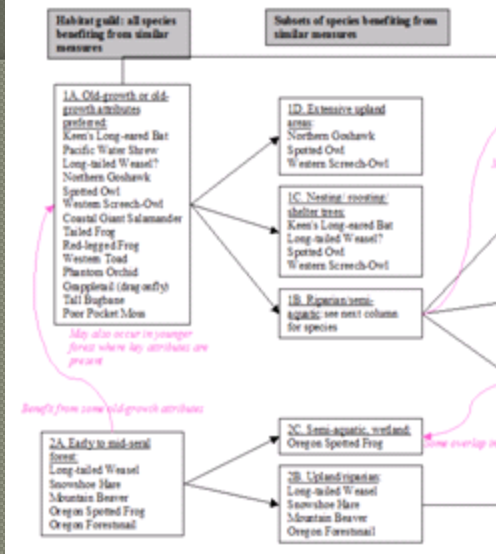 Habitat guild: all species
benefiting from similar
measures
Subsets of species benefiting from
similar measures
1A. Old-growth or old-
growth attributes
preferred:
Keen's Long-eared Bat
Pacific Water Shrew
Long-tailed Weasel?
Northern Goshawk
Spotted Owl
Western Screech-Owl
Coastal Giant Salamander
Tailed Frog
Red-legged Frog
Western Toad
Phantom Orchid
Grappletail (dragonfly)
Tall Bugbane
Poor Pocket Moss
1D. Extensive upland
areas:
Northern Goshawk
Spotted Owl
Western Screech-Owl
1C. Nesting/ roosting/
shelter trees:
Keen's Long-eared Bat
Long-tailed Weasel?
Spotted Owl
Western Screech-Owl
1B. Riparian/semi-
aquatic: see next column
for species
May also occur in younger
forest where key attributes are
present
Benefit from some old-growth attributes
2A. Early to mid-seral
forest:
Long-tailed Weasel
Snowshoe Hare
Mountain Beaver
Oregon Spotted Frog
Oregon Forestsnail
2C. Semi-aquatic, wetland:
Oregon Spotted Frog
Some overlap
2B. Upland/riparian:
Long-tailed Weasel
Snowshoe Hare
Mountain Beaver
Oregon Forestsnail